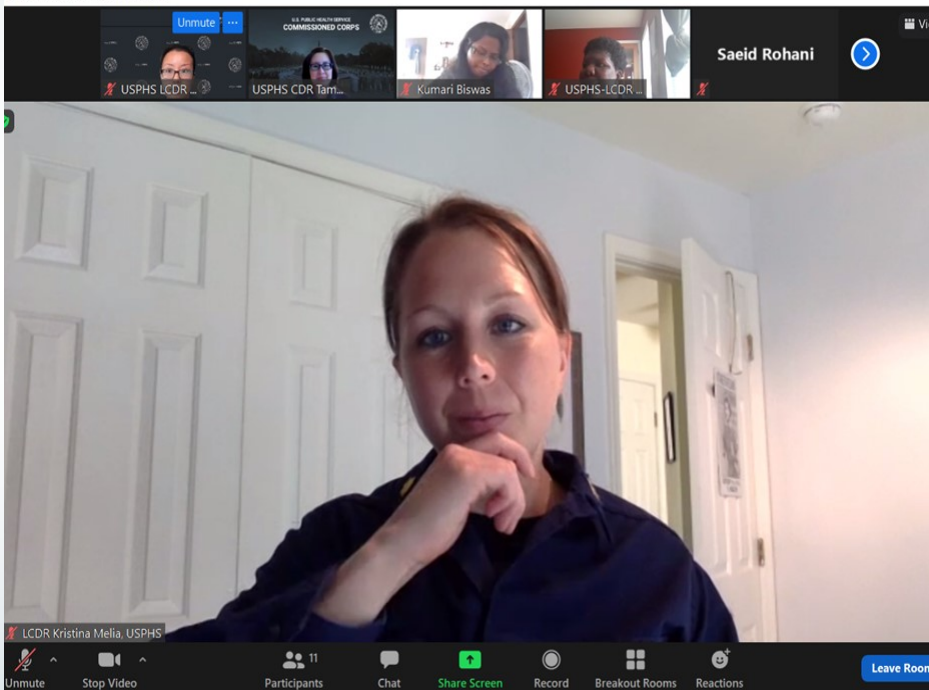 Unmute
...
U.S. PUBLIC HEALTH SERVICE
COMMISSIONED CORPS
Saeid Rohani
USPHS LCDR ...
USPHS CDR Tam...
Kumari Biswas
USPHS-LCDR ...
LCDR Kristina Melia, USPHS
11
Unmute
Stop Video
Participants
Chat
Share Screen
Record
Breakout Rooms
Reactions
Leave Room